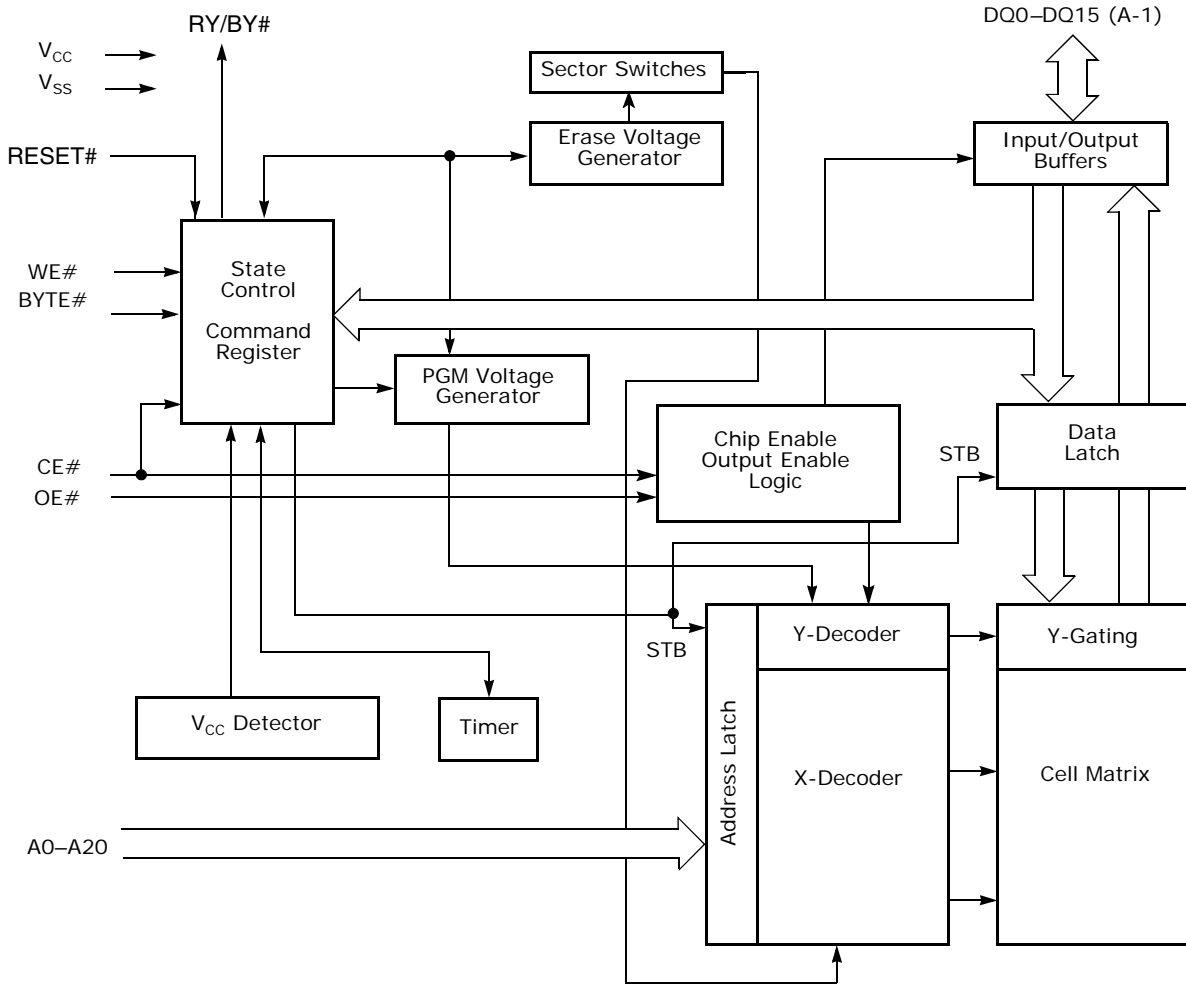 RY/BY#
DQ0–DQ15 (A-1)
VCC
VSS
Sector Switches
RESET#
Erase Voltage
Generator
Input/Output
Buffers
WE#
BYTE#
State
Control
Command
Register
PGM Voltage
Generator
CE#
OE#
Chip Enable
Output Enable
Logic
STB
Data
Latch
STB
Y-Decoder
Y-Gating
VCC Detector
Timer
Address Latch
X-Decoder
Cell Matrix
A0–A20